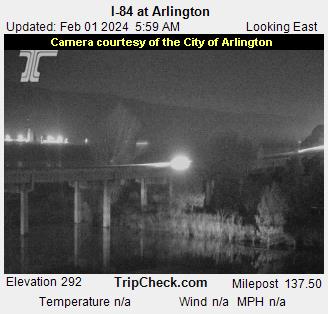 I-84 at Arlington
Updated: Feb 01 2024 5:59 AM Looking East
Camera courtesy of the City of Arlington
Elevation 292 TripCheck.com Milepost 137.50
Temperature n/a Wind n/a MPH n/a